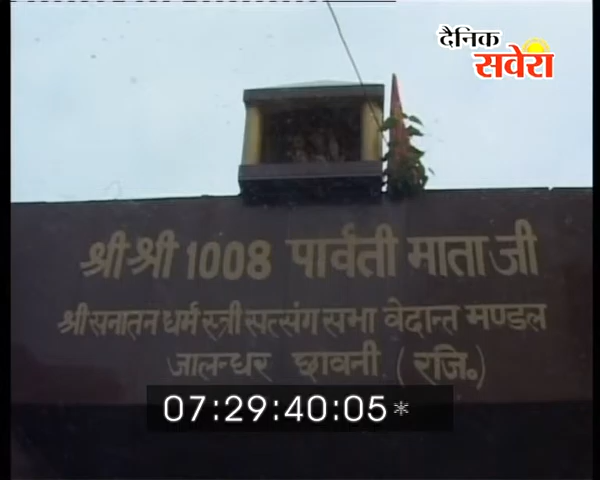 दैनिक
सवेरा
श्री श्री 1008 पार्वती माता जी
श्री सनातन धर्म स्त्री सत्संग सभा वेदान्त मण्डल
जालन्धर छावनी (रजि०)
07:29:40:05*